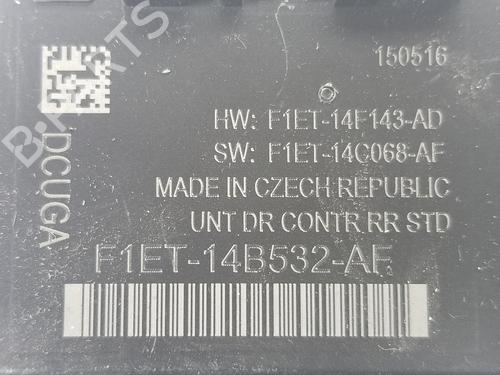 150516
HW: F1ET-14F143-AD
SW: F1ET-14C068-AF
MADE IN CZECH REPUBLIC
UNT DR CONTR RR STD
DCUGA
F1ET-14B532-AF
B-PARTS